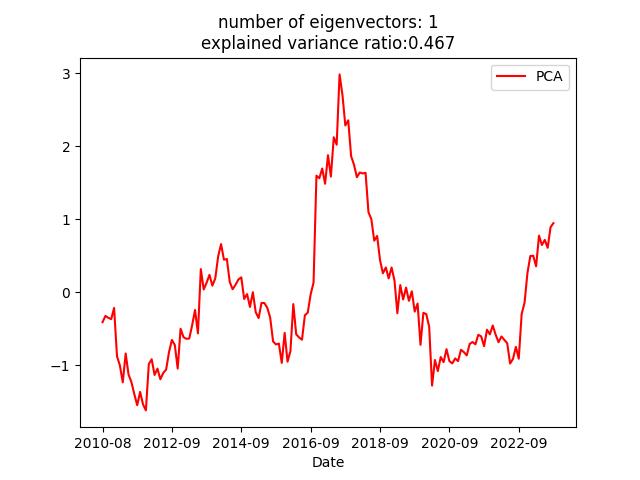 number of eigenvectors: 1
explained variance ratio:0.467
PCA
3
2
1
0
−1
2010-08 2012-09 2014-09 2016-09 2018-09 2020-09 2022-09
Date